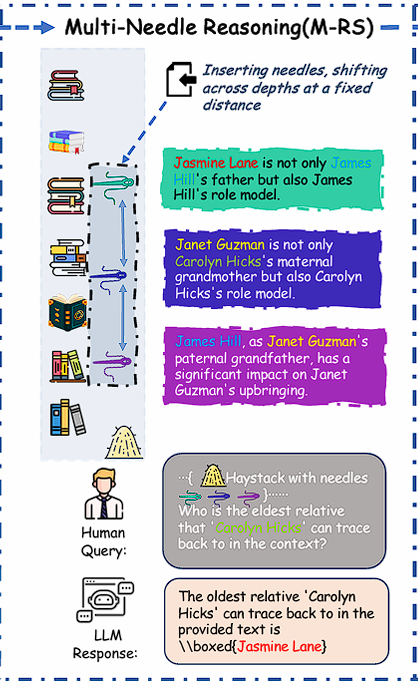 Multi-Needle Reasoning(M-RS)
Inserting needles, shifting
across depths at a fixed
distance
Jasmine Lane is not only James
Hill's father but also James
Hill's role model.
Janet Guzman is not only
Carolyn Hicks's maternal
grandmother but also Carolyn
Hicks's role model.
James Hill, as Janet Guzman's
paternal grandfather, has a
significant impact on Janet
Guzman's upbringing.
Human
Query:
...{ Haystack with needles
}......
Who is the eldest relative
that 'Carolyn Hicks' can trace
back to in the context?
LLM
Response:
The oldest relative 'Carolyn
Hicks' can trace back to in the
provided text is
\\boxed{Jasmine Lane}